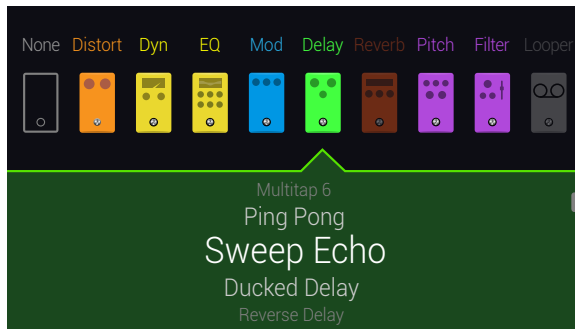 None Distort Dyn EQ Mod Delay Reverb Pitch Filter Looper
Multitap 6
Ping Pong
Sweep Echo
Ducked Delay
Reverse Delay